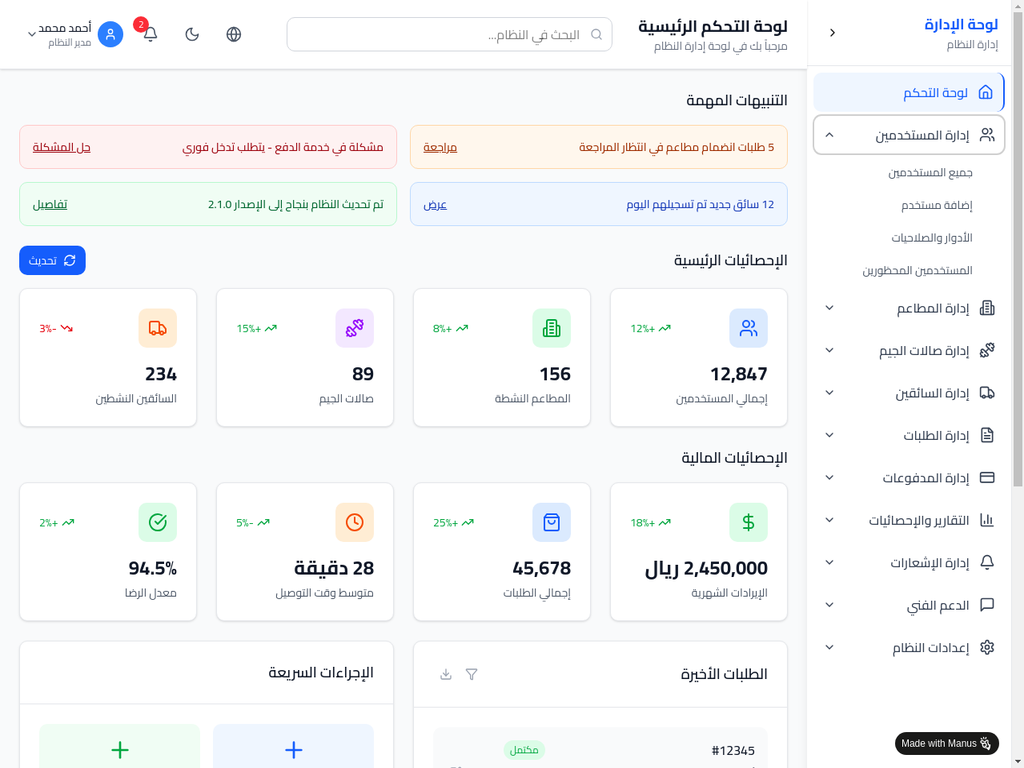 لوحة الإدارة
إدارة النظام
لوحة التحكم
إدارة المستخدمين
جميع المستخدمين
إضافة مستخدم
الأدوار والصلاحيات
المستخدمين المحظورين
إدارة المطاعم
إدارة صالات الجيم
إدارة السائقين
إدارة الطلبات
إدارة المدفوعات
التقارير والإحصائيات
إدارة الإشعارات
الدعم الفني
إعدادات النظام
Made with Manus
لوحة التحكم الرئيسية
مرحباً بك في لوحة إدارة النظام
البحث في النظام...
2
أحمد محمد
مدير النظام
التنبيهات المهمة
5 طلبات انضمام مطاعم في انتظار المراجعة
مراجعة
مشكلة في خدمة الدفع - يتطلب تدخل فوري
حل المشكلة
12 سائق جديد تم تسجيلهم اليوم
عرض
تم تحديث النظام بنجاح إلى الإصدار 2.1.0
تفاصيل
الإحصائيات الرئيسية
تحديث
12%+
12,847
إجمالي المستخدمين
8%+
156
المطاعم النشطة
15%+
89
صالات الجيم
3%-
234
السائقين النشطين
الإحصائيات المالية
18%+
2,450,000 ريال
الإيرادات الشهرية
25%+
45,678
إجمالي الطلبات
5%-
28 دقيقة
متوسط وقت التوصيل
2%+
94.5%
معدل الرضا
الطلبات الأخيرة
#12345
مكتمل
الإجراءات السريعة